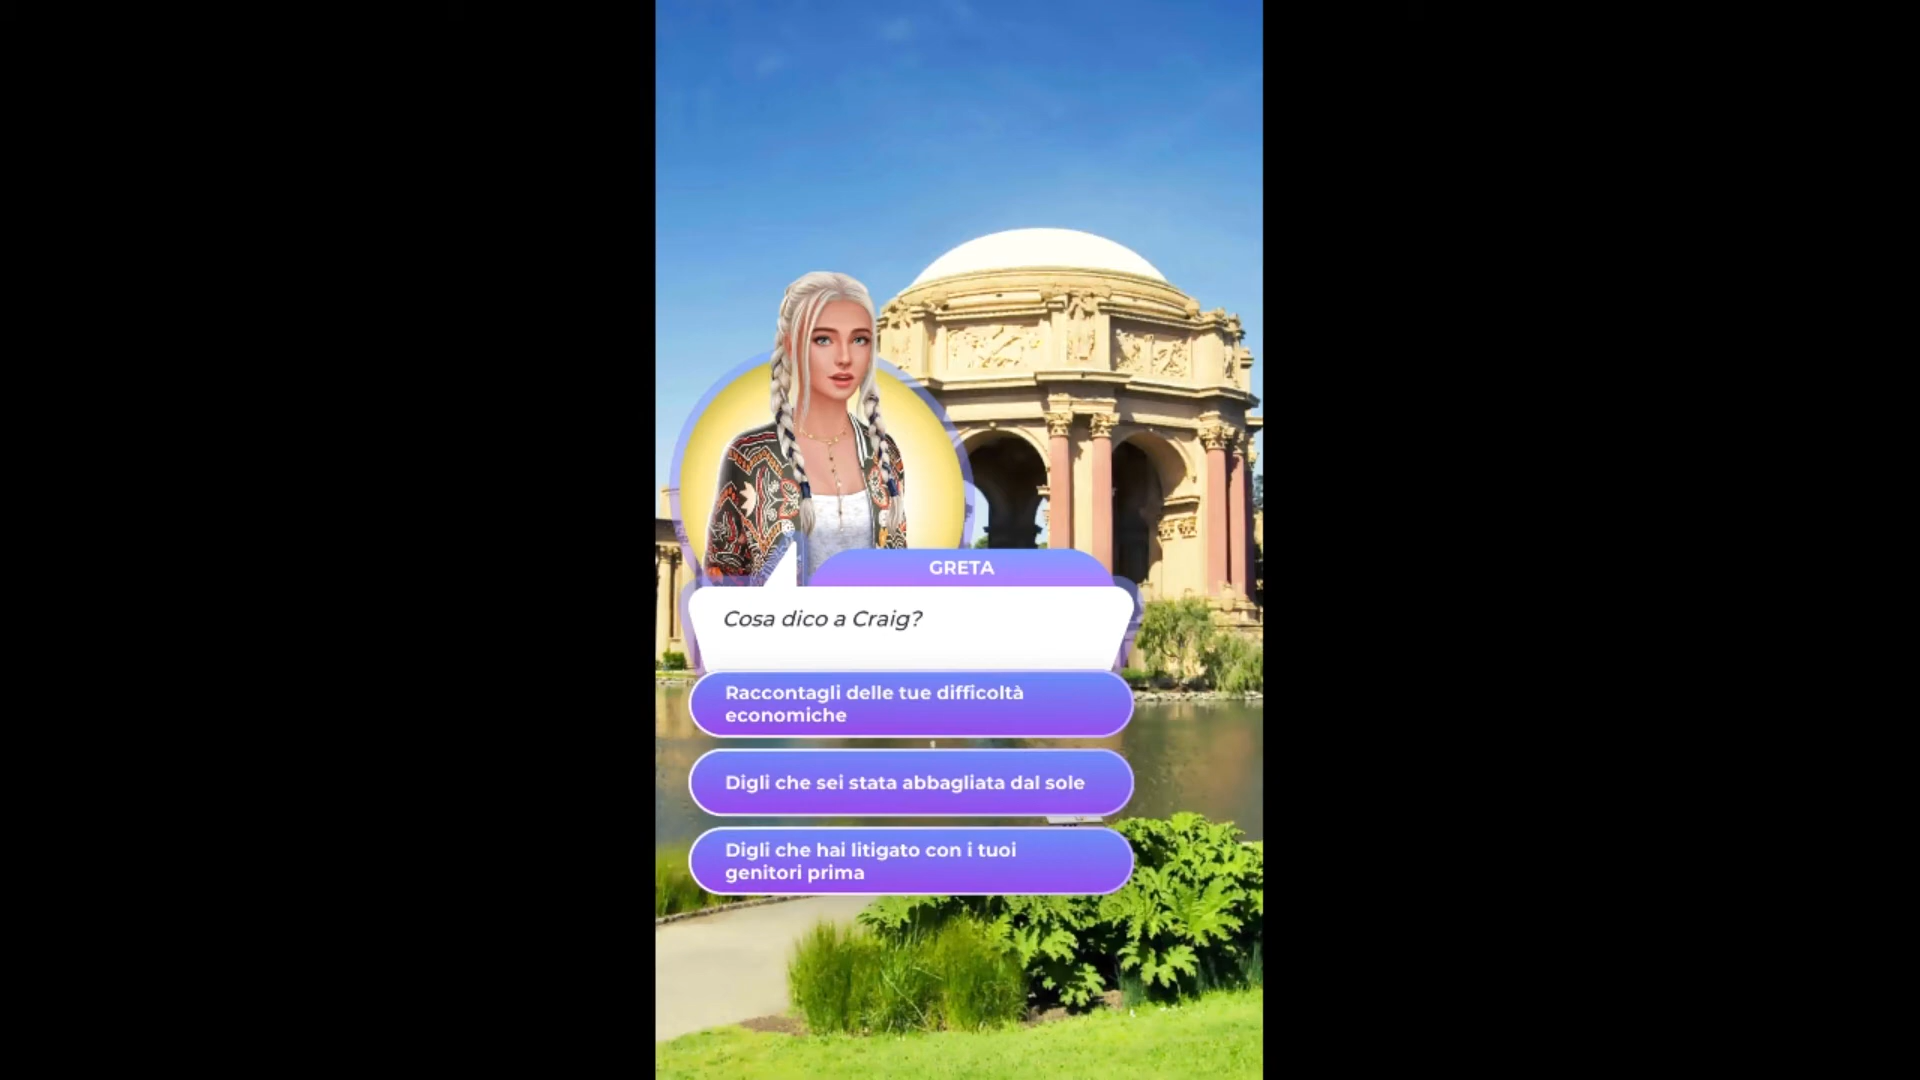 GRETA
Cosa dico a Craig?
Raccontagli delle tue difficoltà
economiche
Digli che sei stata abbagliata dal sole
Digli che hai litigato con i tuoi
genitori prima